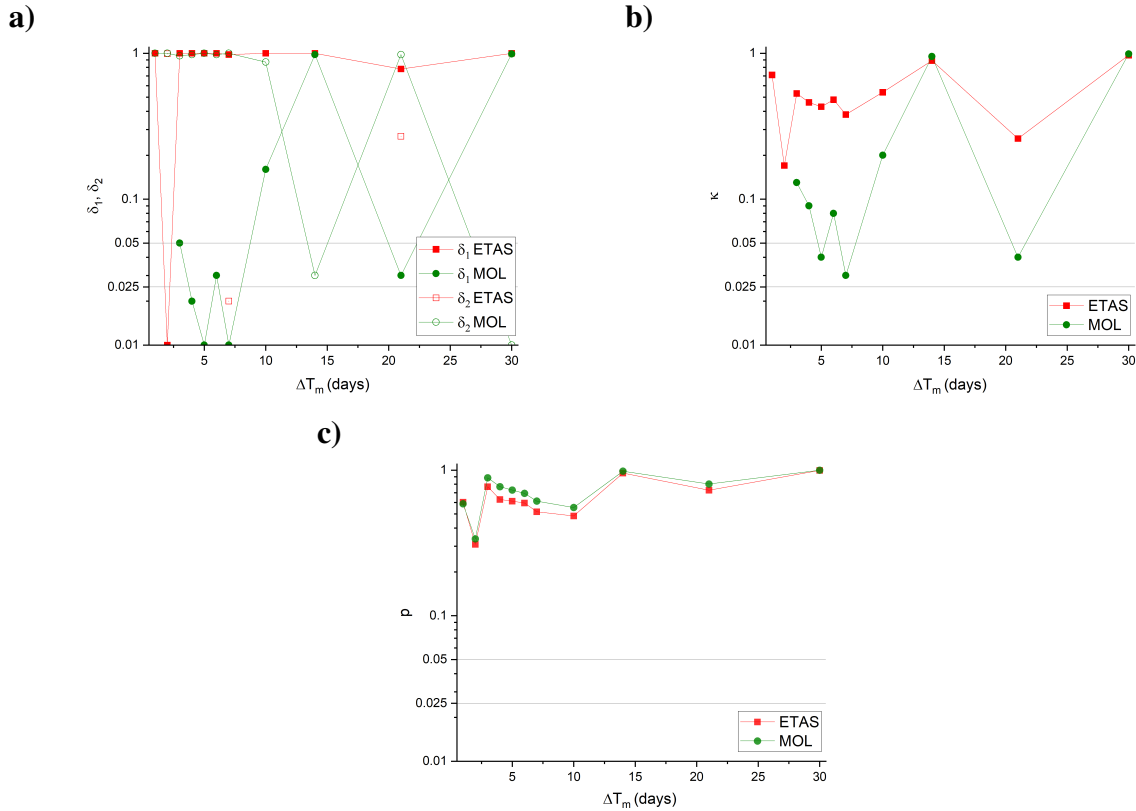 a)
1
0.1
0.05
0.025
0.01
δ₁, δ₂
5
10
15
20
25
30
ΔTₘ (days)
δ₁ ETAS
δ₁ MOL
δ₂ ETAS
δ₂ MOL
b)
1
0.1
0.05
0.025
0.01
κ
5
10
15
20
25
30
ΔTₘ (days)
ETAS
MOL
c)
1
0.1
0.05
0.025
0.01
p
5
10
15
20
25
30
ΔTₘ (days)
ETAS
MOL